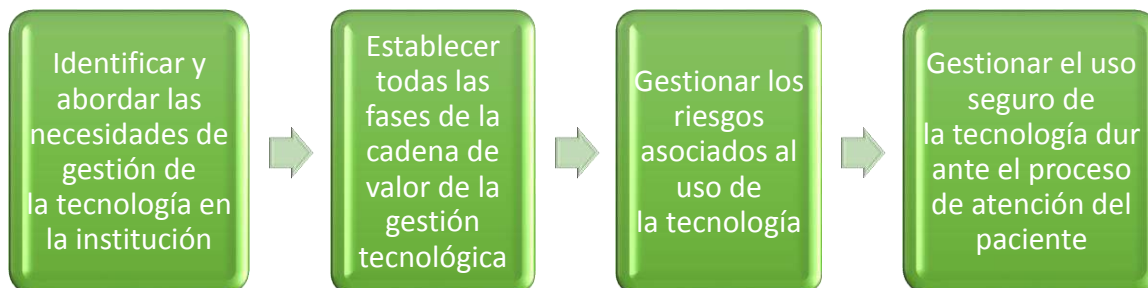 Identificar y
abordar las
necesidades de
gestión de
la tecnología en
la institución
Establecer
todas las
fases de la
cadena de
valor de la
gestión
tecnológica
Gestionar los
riesgos
asociados al
uso de
la tecnología
Gestionar el uso
seguro de
la tecnología dur
ante el proceso
de atención del
paciente